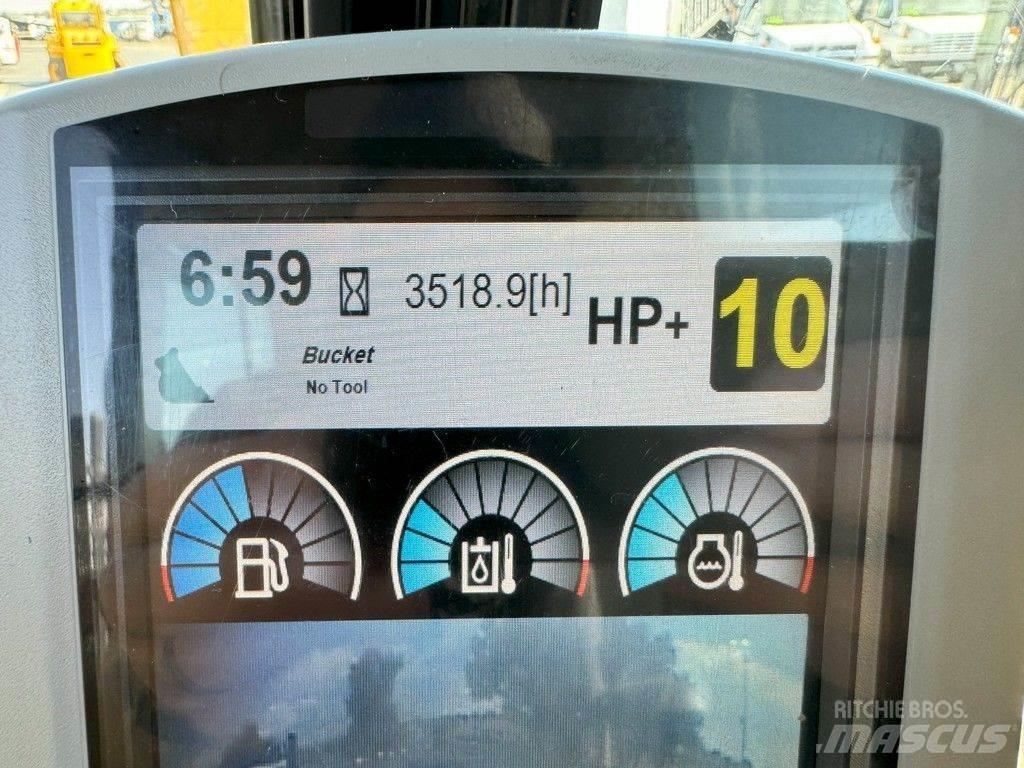 6:59 3518.9[h]
HP+ 10
Bucket
No Tool
RITCHIE BROS.
MASCUS